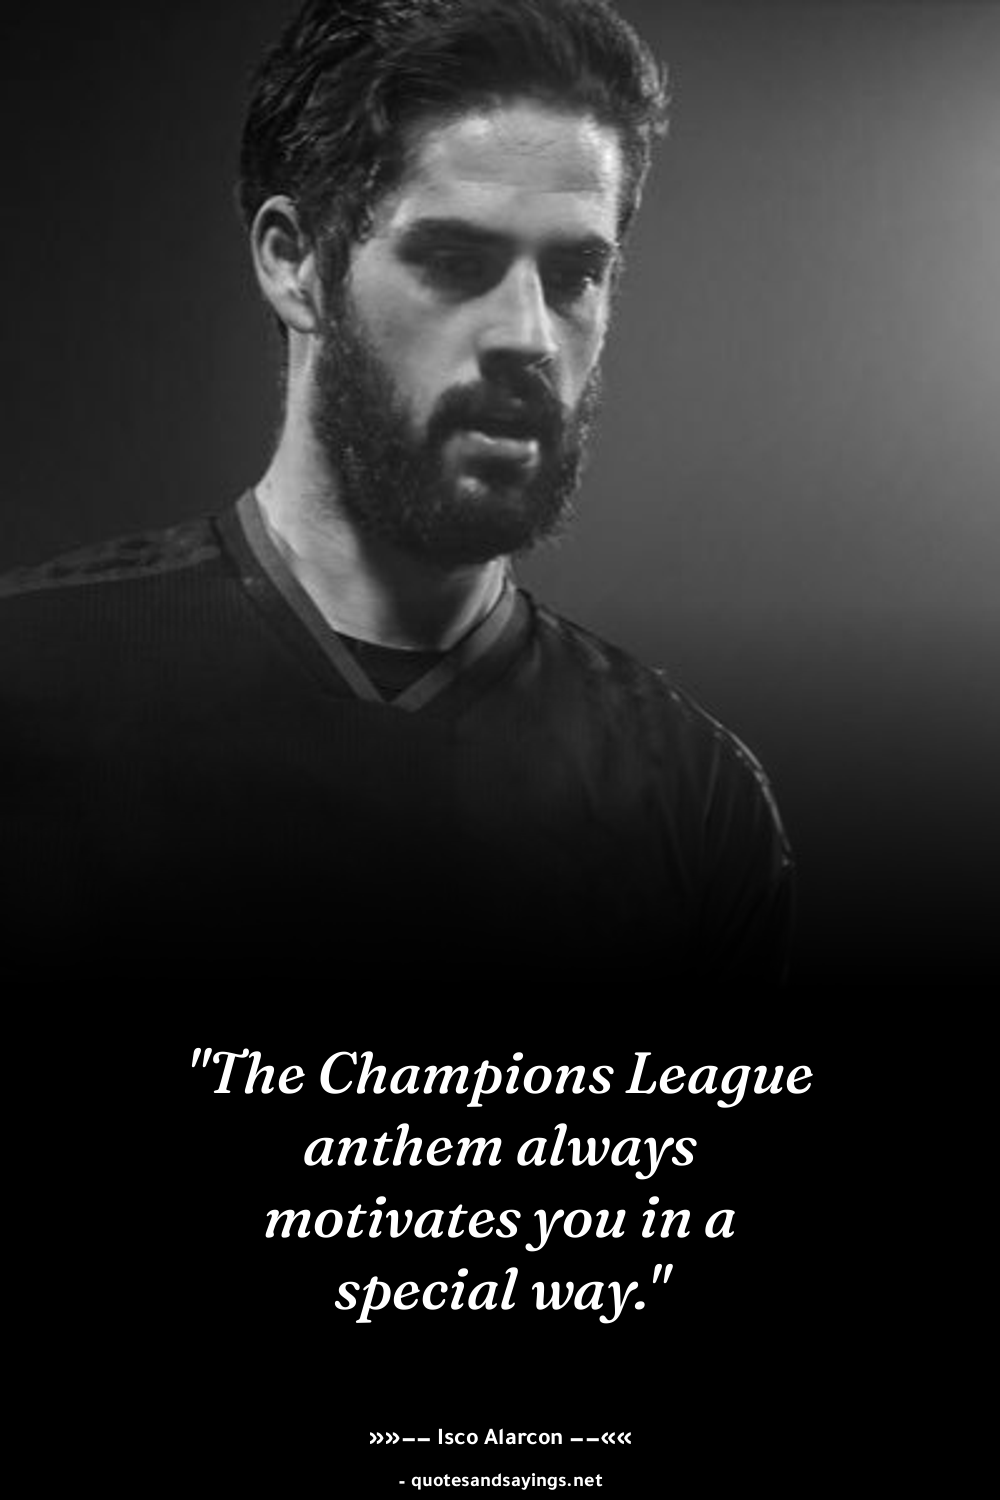 "The Champions League
anthem always
motivates you in a
special way."
»»–– Isco Alarcon ––««
- quotesandsayings.net